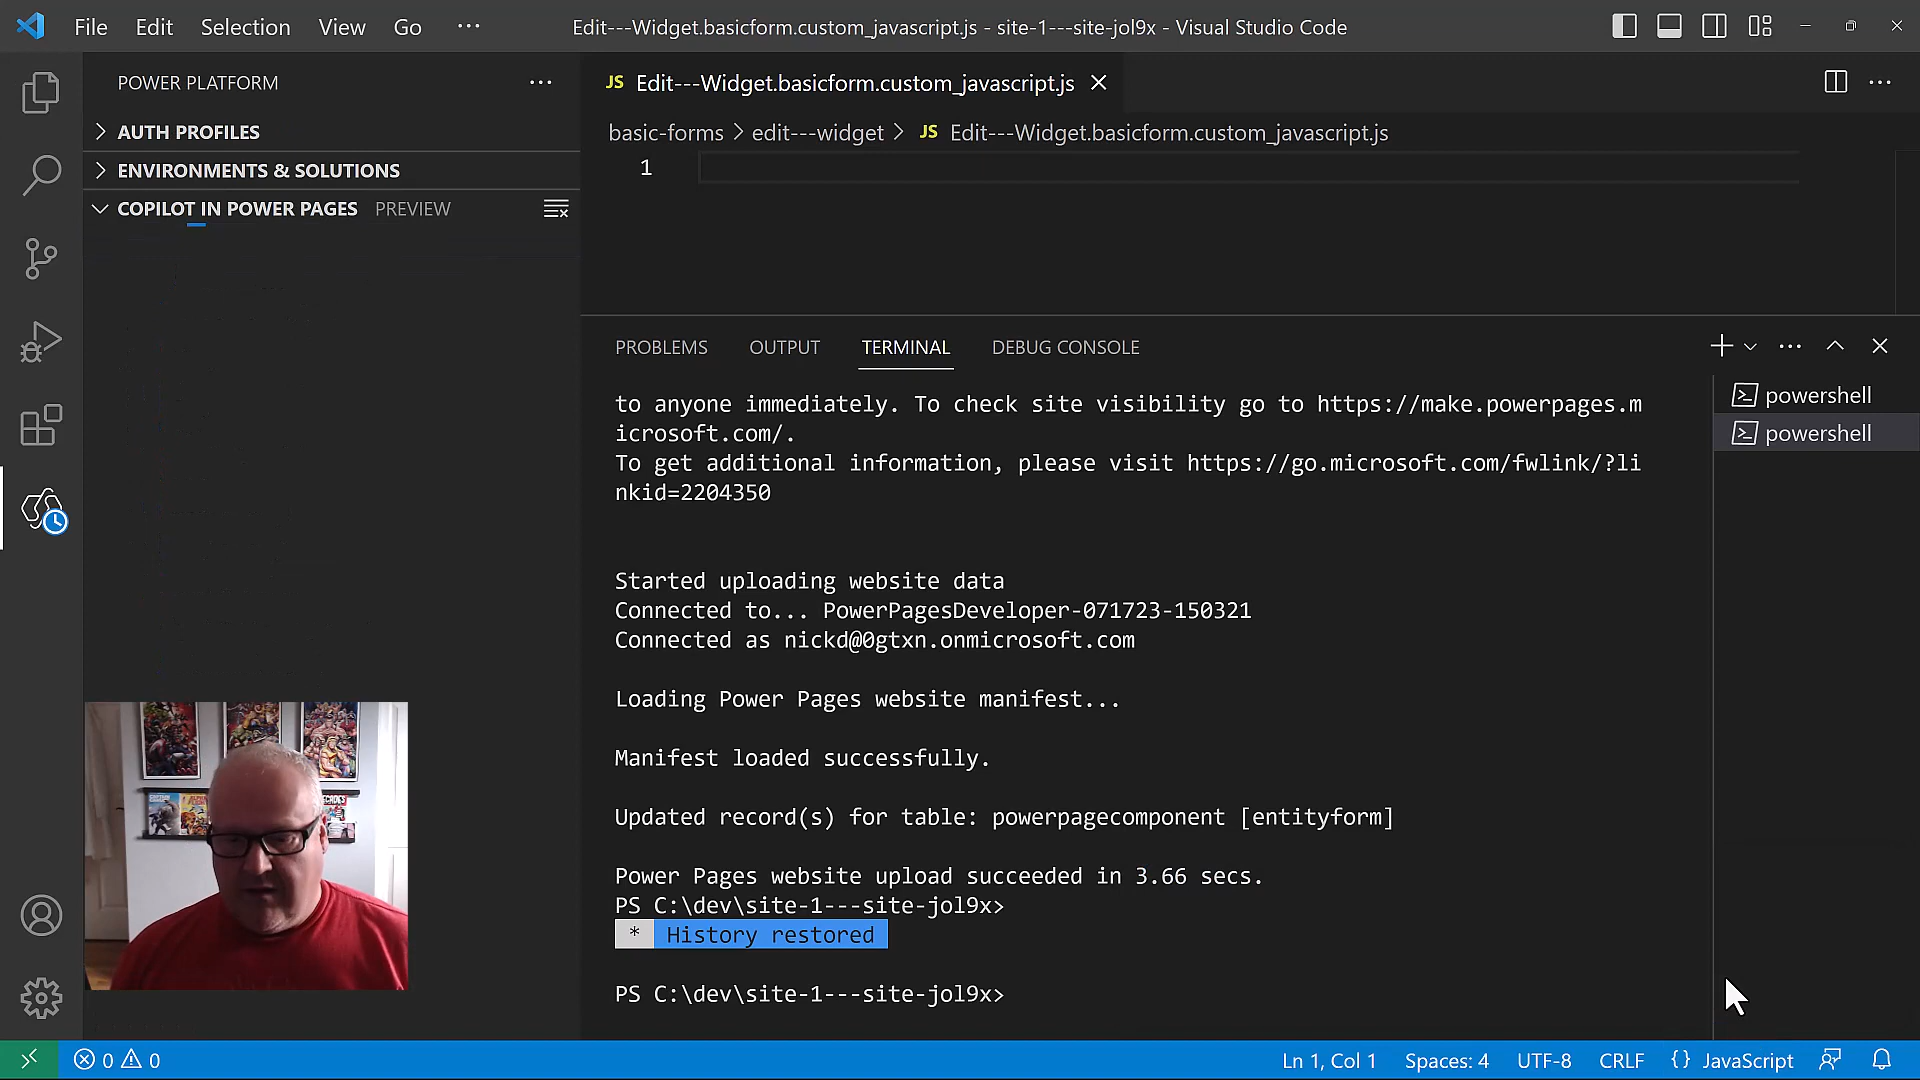 File Edit Selection View Go ···
Edit---Widget.basicform.custom_javascript.js - site-1---site-jol9x - Visual Studio Code
POWER PLATFORM
AUTH PROFILES
ENVIRONMENTS & SOLUTIONS
COPILOT IN POWER PAGES PREVIEW
JS Edit---Widget.basicform.custom_javascript.js
basic-forms > edit---widget > JS Edit---Widget.basicform.custom_javascript.js
1
PROBLEMS OUTPUT TERMINAL DEBUG CONSOLE
powershell
powershell
to anyone immediately. To check site visibility go to https://make.powerpages.m
icrosoft.com/.
To get additional information, please visit https://go.microsoft.com/fwlink/?li
nkid=2204350
Started uploading website data
Connected to... PowerPagesDeveloper-071723-150321
Connected as nickd@0gtxn.onmicrosoft.com
Loading Power Pages website manifest...
Manifest loaded successfully.
Updated record(s) for table: powerpagecomponent [entityform]
Power Pages website upload succeeded in 3.66 secs.
PS C:\dev\site-1---site-jol9x>
* History restored
PS C:\dev\site-1---site-jol9x>
0 0
Ln 1, Col 1 Spaces: 4 UTF-8 CRLF {} JavaScript